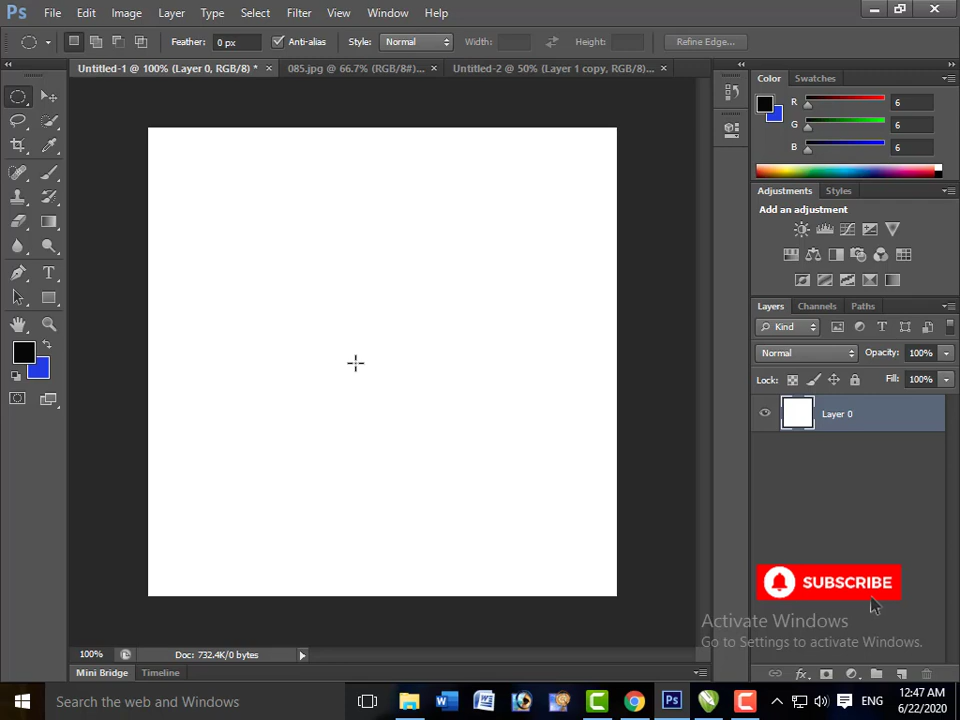 Ps File Edit Image Layer Type Select Filter View Window Help
Feather: 0 px Anti-alias Style: Normal Width: Height: Refine Edge...
Untitled-1 @ 100% (Layer 0, RGB/8) * × 085.jpg @ 66.7% (RGB/8#)... × Untitled-2 @ 50% (Layer 1 copy, RGB/8)... ×
Color Swatches
R 6
G 6
B 6
Adjustments Styles
Add an adjustment
Layers Channels Paths
Kind
Normal Opacity: 100%
Lock: Fill: 100%
Layer 0
SUBSCRIBE
Activate Windows
Go to Settings to activate Windows.
100% Doc: 732.4K/0 bytes
Mini Bridge Timeline
Search the web and Windows
ENG
12:47 AM
6/22/2020